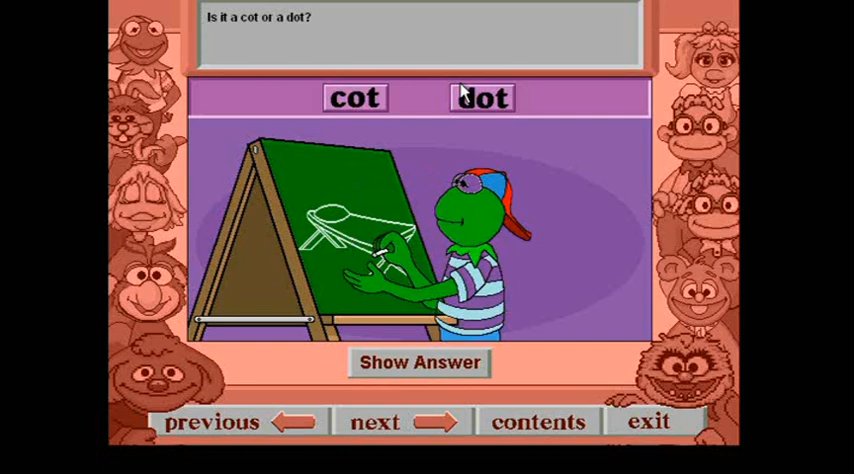 Is it a cot or a dot?
cot dot
Show Answer
previous next contents exit